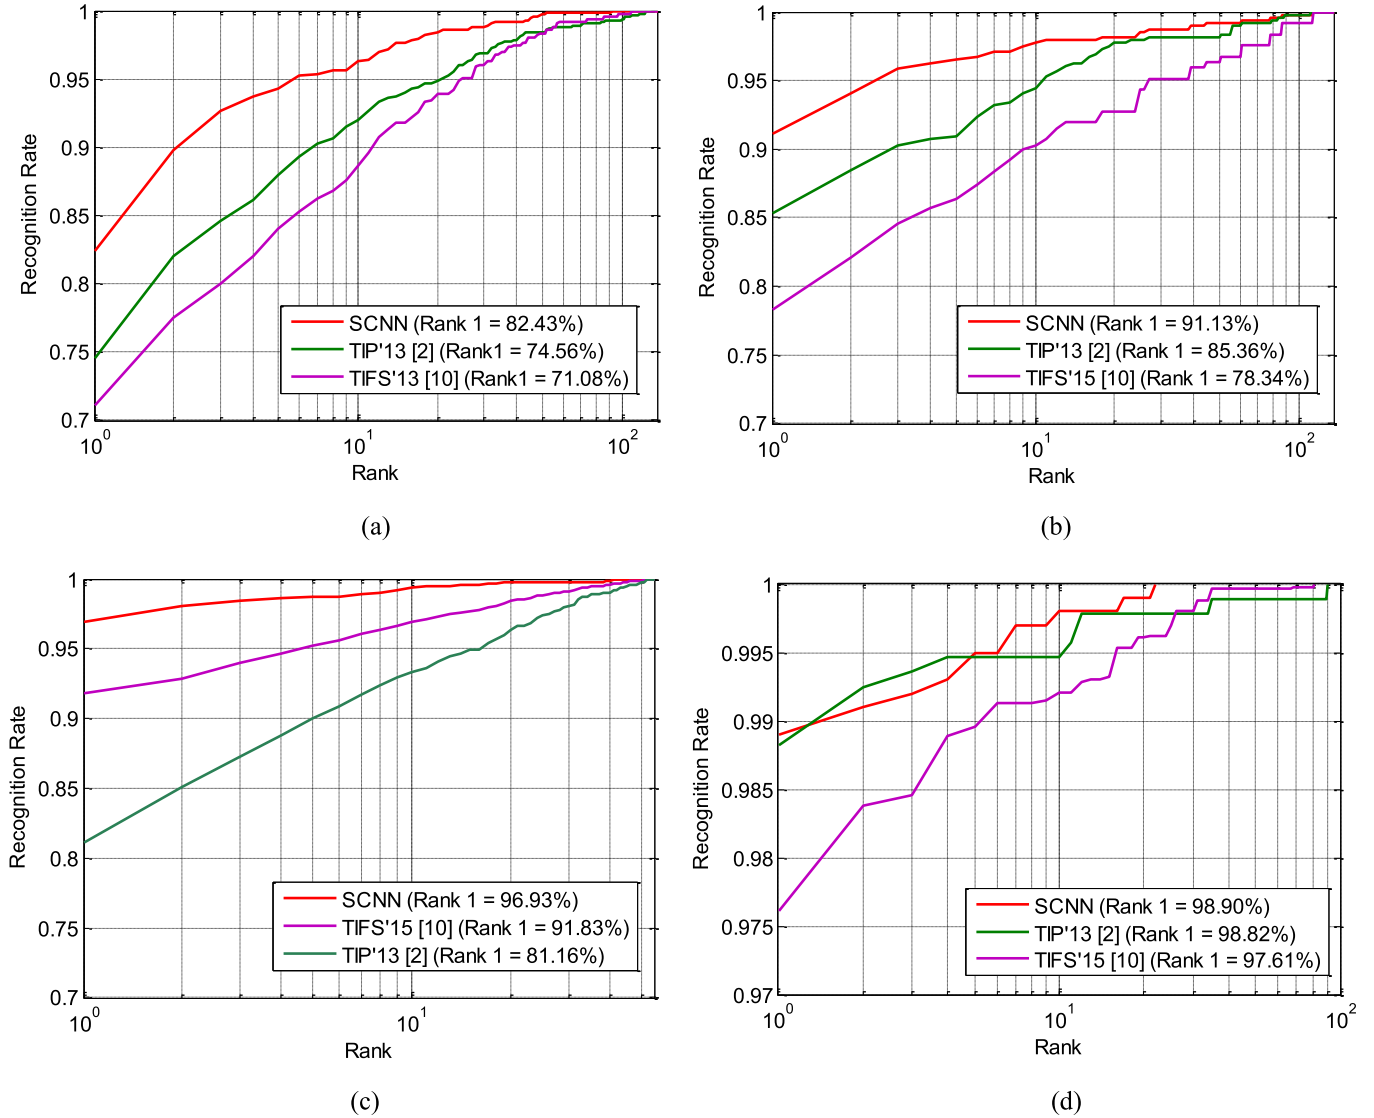 1
0.95
0.9
0.85
0.8
0.75
0.7
Recognition Rate
SCNN (Rank 1 = 82.43%)
TIP'13 [2] (Rank1 = 74.56%)
TIFS'13 [10] (Rank1 = 71.08%)
10^0 10^1 10^2
Rank
(a)
1
0.95
0.9
0.85
0.8
0.75
0.7
Recognition Rate
SCNN (Rank 1 = 91.13%)
TIP'13 [2] (Rank 1 = 85.36%)
TIFS'15 [10] (Rank 1 = 78.34%)
10^0 10^1 10^2
Rank
(b)
1
0.95
0.9
0.85
0.8
0.75
0.7
Recognition Rate
SCNN (Rank 1 = 96.93%)
TIFS'15 [10] (Rank 1 = 91.83%)
TIP'13 [2] (Rank 1 = 81.16%)
10^0 10^1
Rank
(c)
1
0.995
0.99
0.985
0.98
0.975
0.97
Recognition Rate
SCNN (Rank 1 = 98.90%)
TIP'13 [2] (Rank 1 = 98.82%)
TIFS'15 [10] (Rank 1 = 97.61%)
10^0 10^1 10^2
Rank
(d)